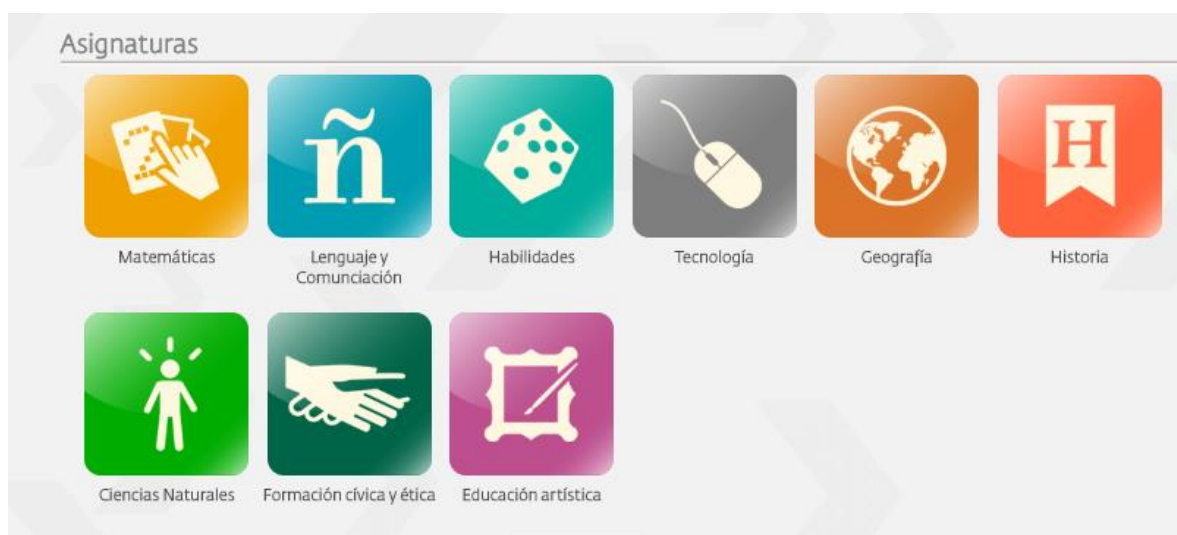 Asignaturas
ñ
H
Matemáticas
Lenguaje y
Comunciación
Habilidades
Tecnología
Geografía
Historia
Ciencias Naturales
Formación cívica y ética
Educación artística